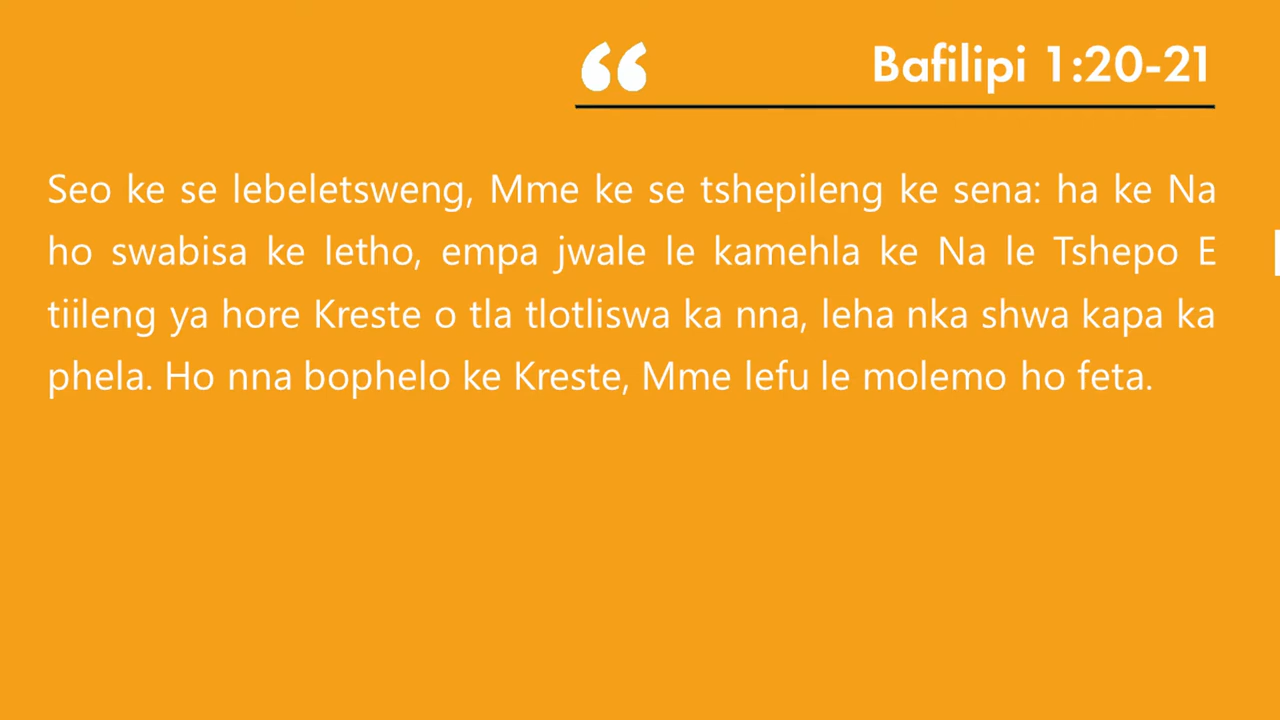 “ Bafilipi 1:20-21
Seo ke se lebeletsweng, Mme ke se tshepileng ke sena: ha ke Na
ho swabisa ke letho, empa jwale le kamehla ke Na le Tshepo E
tiileng ya hore Kreste o tla tlotliswa ka nna, leha nka shwa kapa ka
phela. Ho nna bophelo ke Kreste, Mme lefu le molemo ho feta.